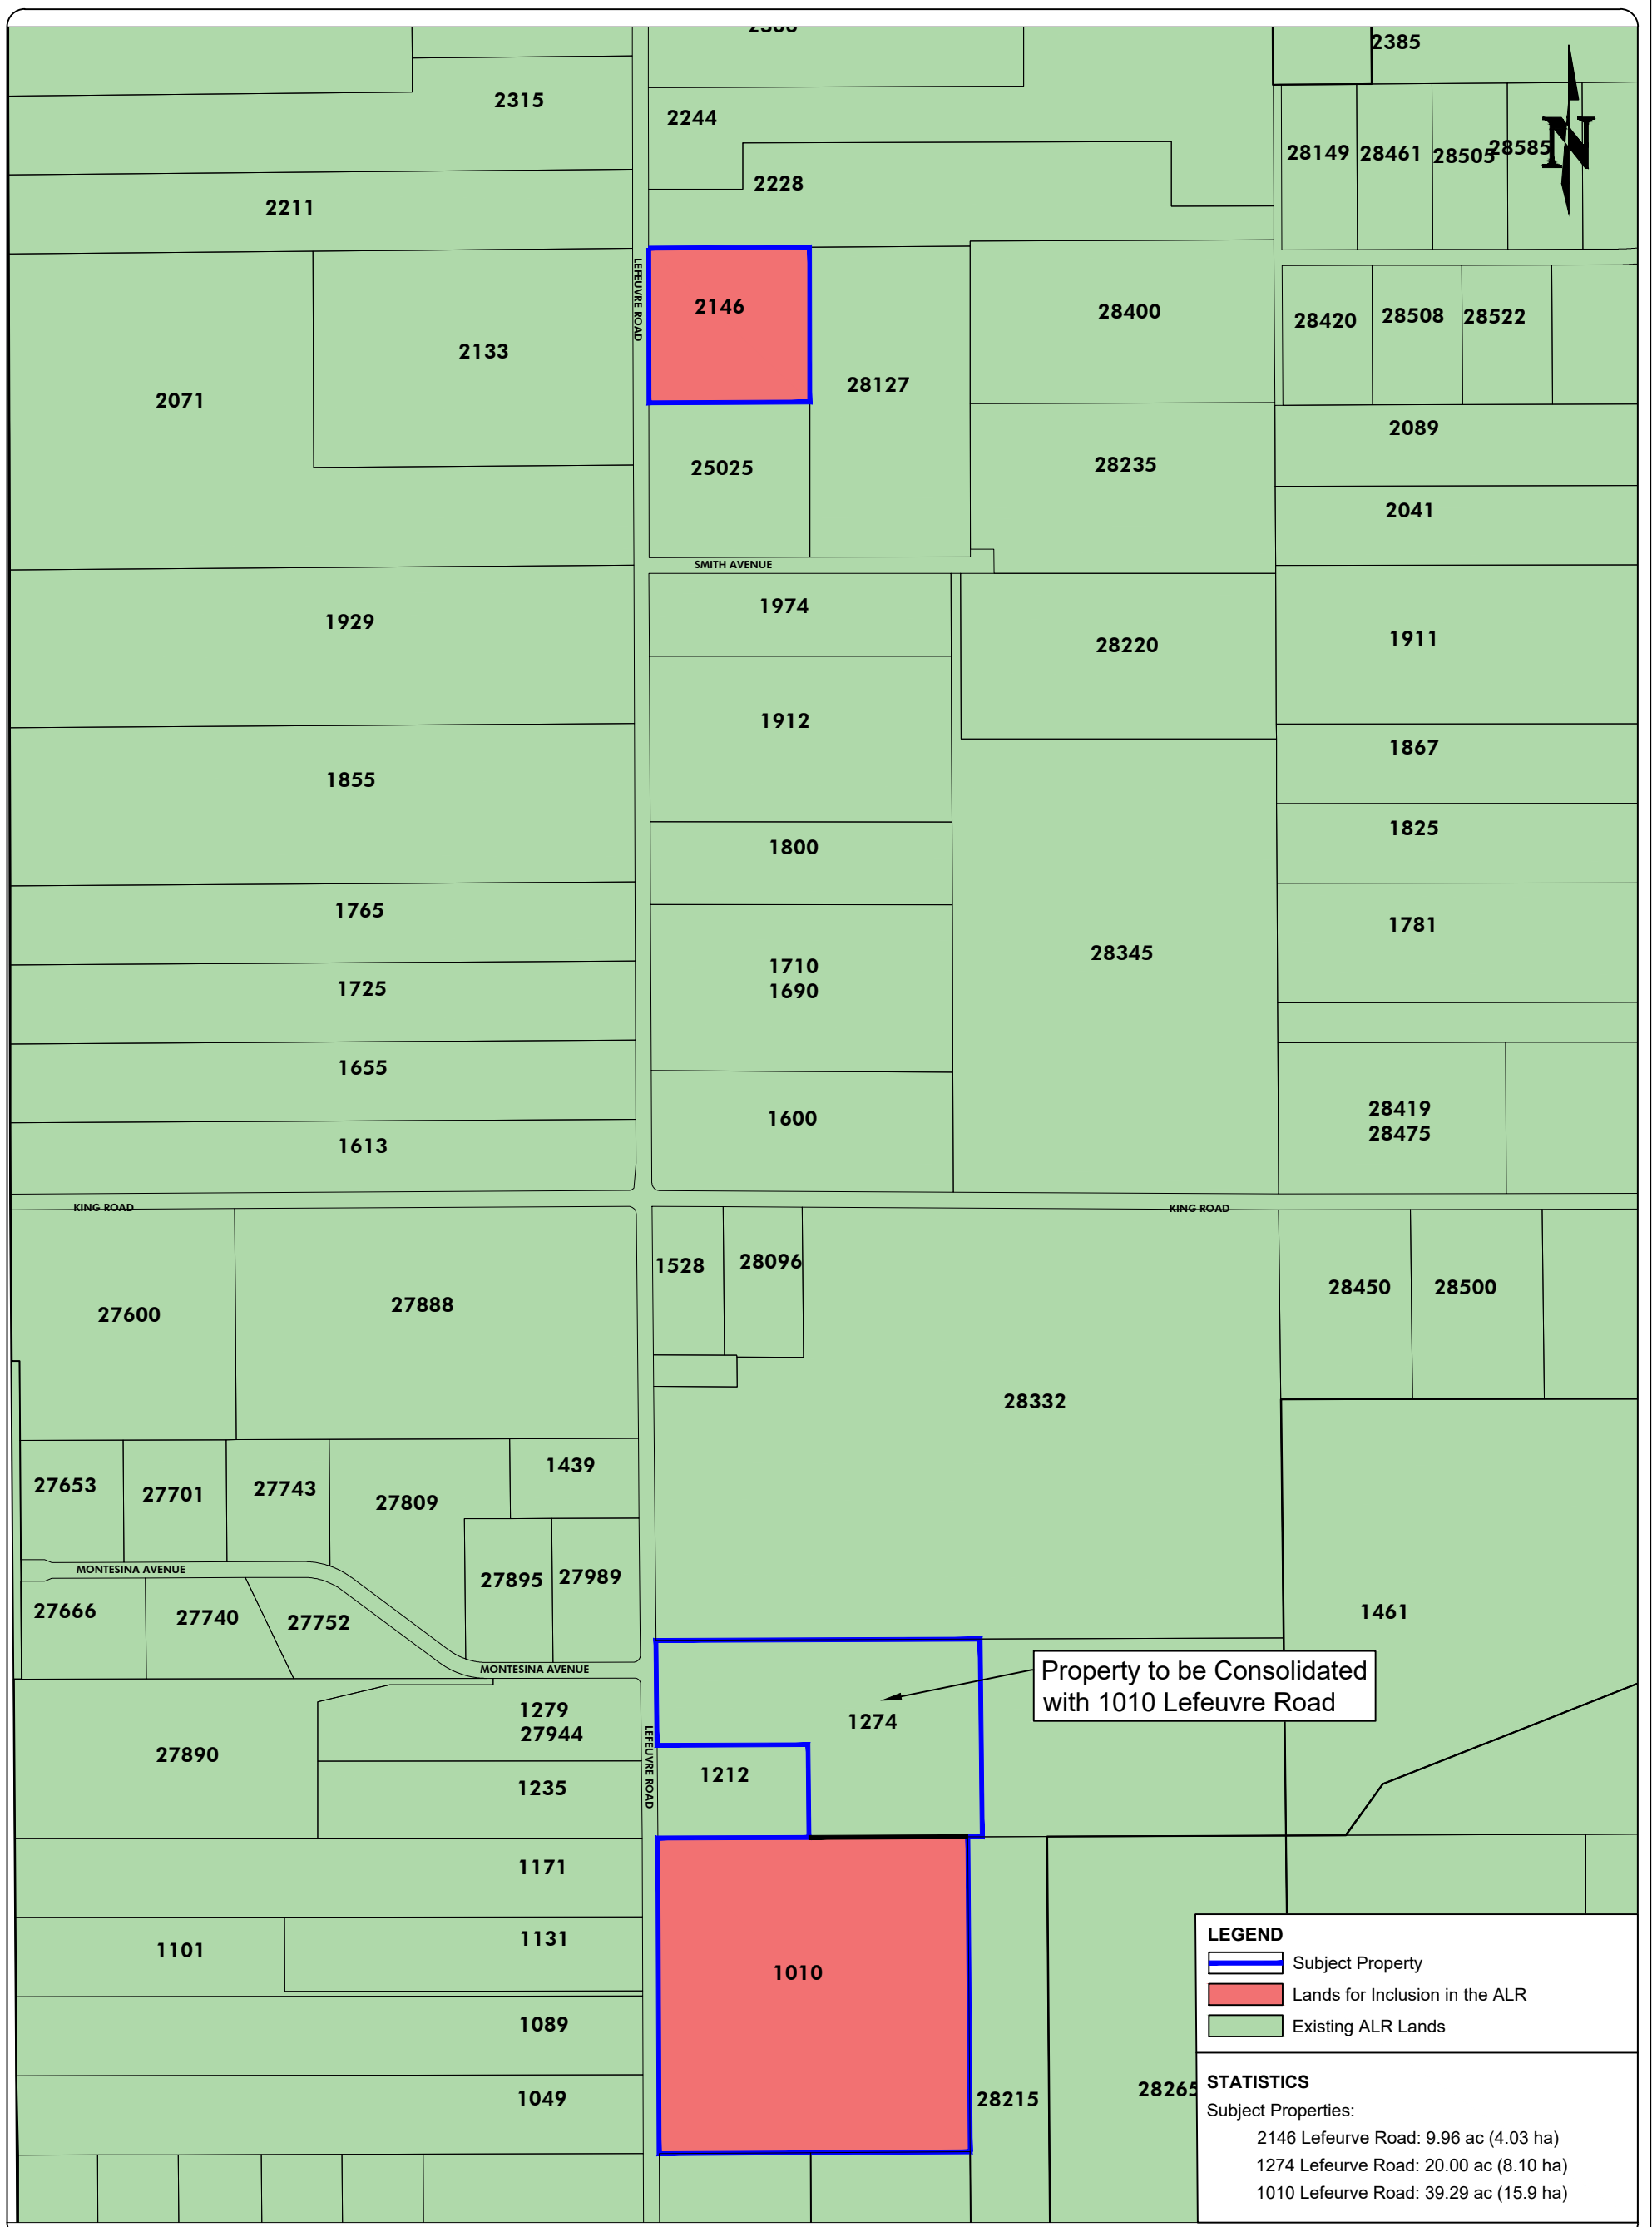 2385
2315
2244
28149 28461 28505 28585
N
2228
2211
LEFEUVRE ROAD
2146
28400
28420 28508 28522
2133
28127
2071
2089
25025
28235
2041
SMITH AVENUE
1974
1929
28220
1911
1912
1867
1855
1825
1800
1765
1781
28345
1710
1690
1725
1655
28419
28475
1600
1613
KING ROAD
KING ROAD
1528 28096
27600
27888
28450 28500
28332
1439
27653 27701 27743 27809
MONTESINA AVENUE
27895 27989
27666 27740 27752
1461
MONTESINA AVENUE
Property to be Consolidated
with 1010 Lefeuvre Road
1279
27944
1274
LEFEUVRE ROAD
27890
1212
1235
1171
1131
1101
1010
1089
1049
28215
28265
LEGEND
Subject Property
Lands for Inclusion in the ALR
Existing ALR Lands
STATISTICS
Subject Properties:
2146 Lefeurve Road: 9.96 ac (4.03 ha)
1274 Lefeurve Road: 20.00 ac (8.10 ha)
1010 Lefeurve Road: 39.29 ac (15.9 ha)